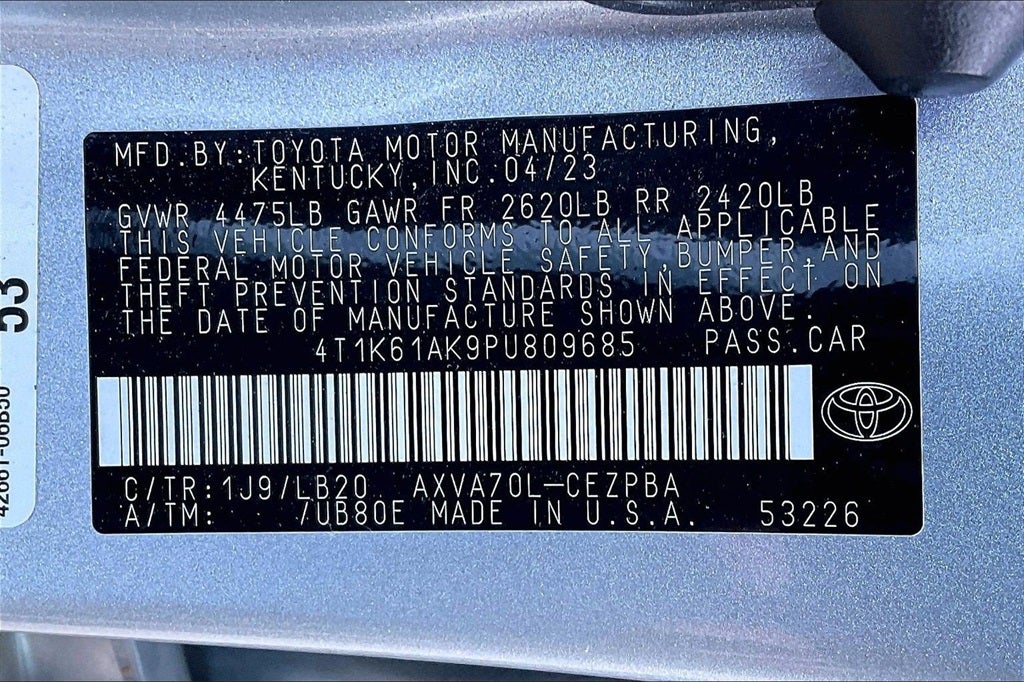 MFD.BY:TOYOTA MOTOR MANUFACTURING,
KENTUCKY,INC.04/23
GVWR 4475LB GAWR FR 2620LB RR 2420LB
THIS VEHICLE CONFORMS TO ALL APPLICABLE
FEDERAL MOTOR VEHICLE SAFETY,BUMPER,AND
THEFT PREVENTION STANDARDS IN EFFECT ON
THE DATE OF MANUFACTURE SHOWN ABOVE.
4T1K61AK9PU809685 PASS.CAR
C/TR:1J9/LB20 AXVA70L-CEZPBA
A/TM: /UB80E MADE IN U.S.A. 53226
53